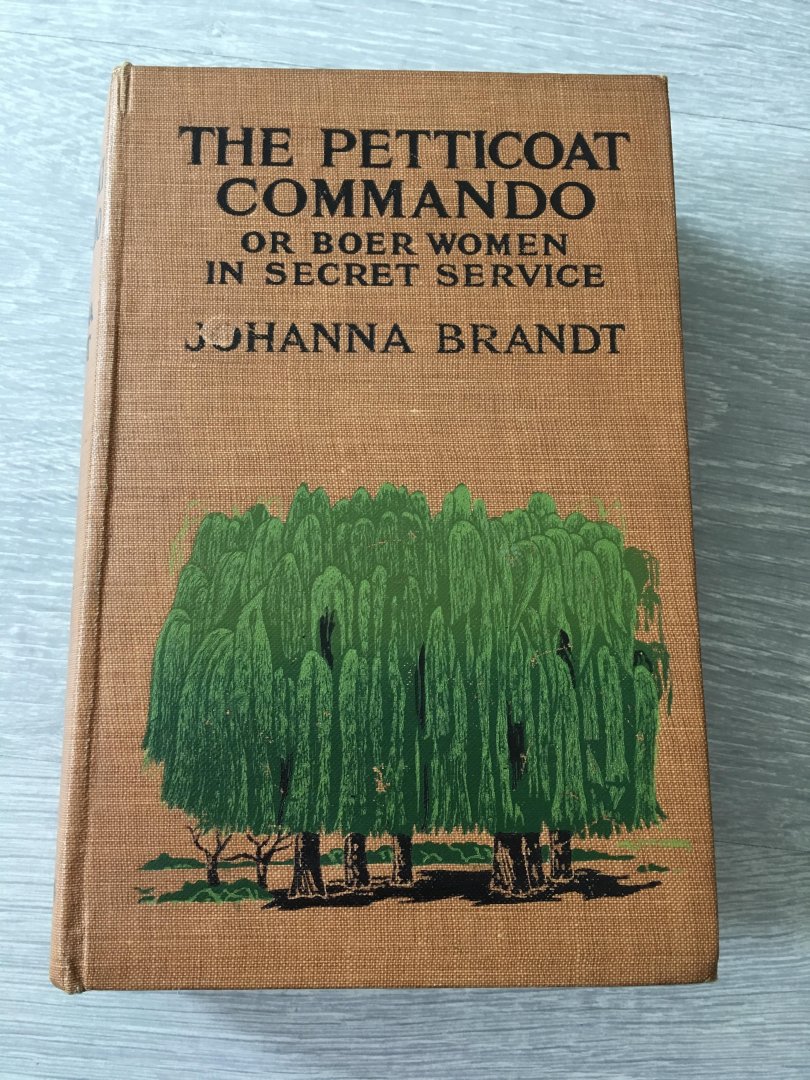 THE PETTICOAT
COMMANDO
OR BOER WOMEN
IN SECRET SERVICE
JOHANNA BRANDT